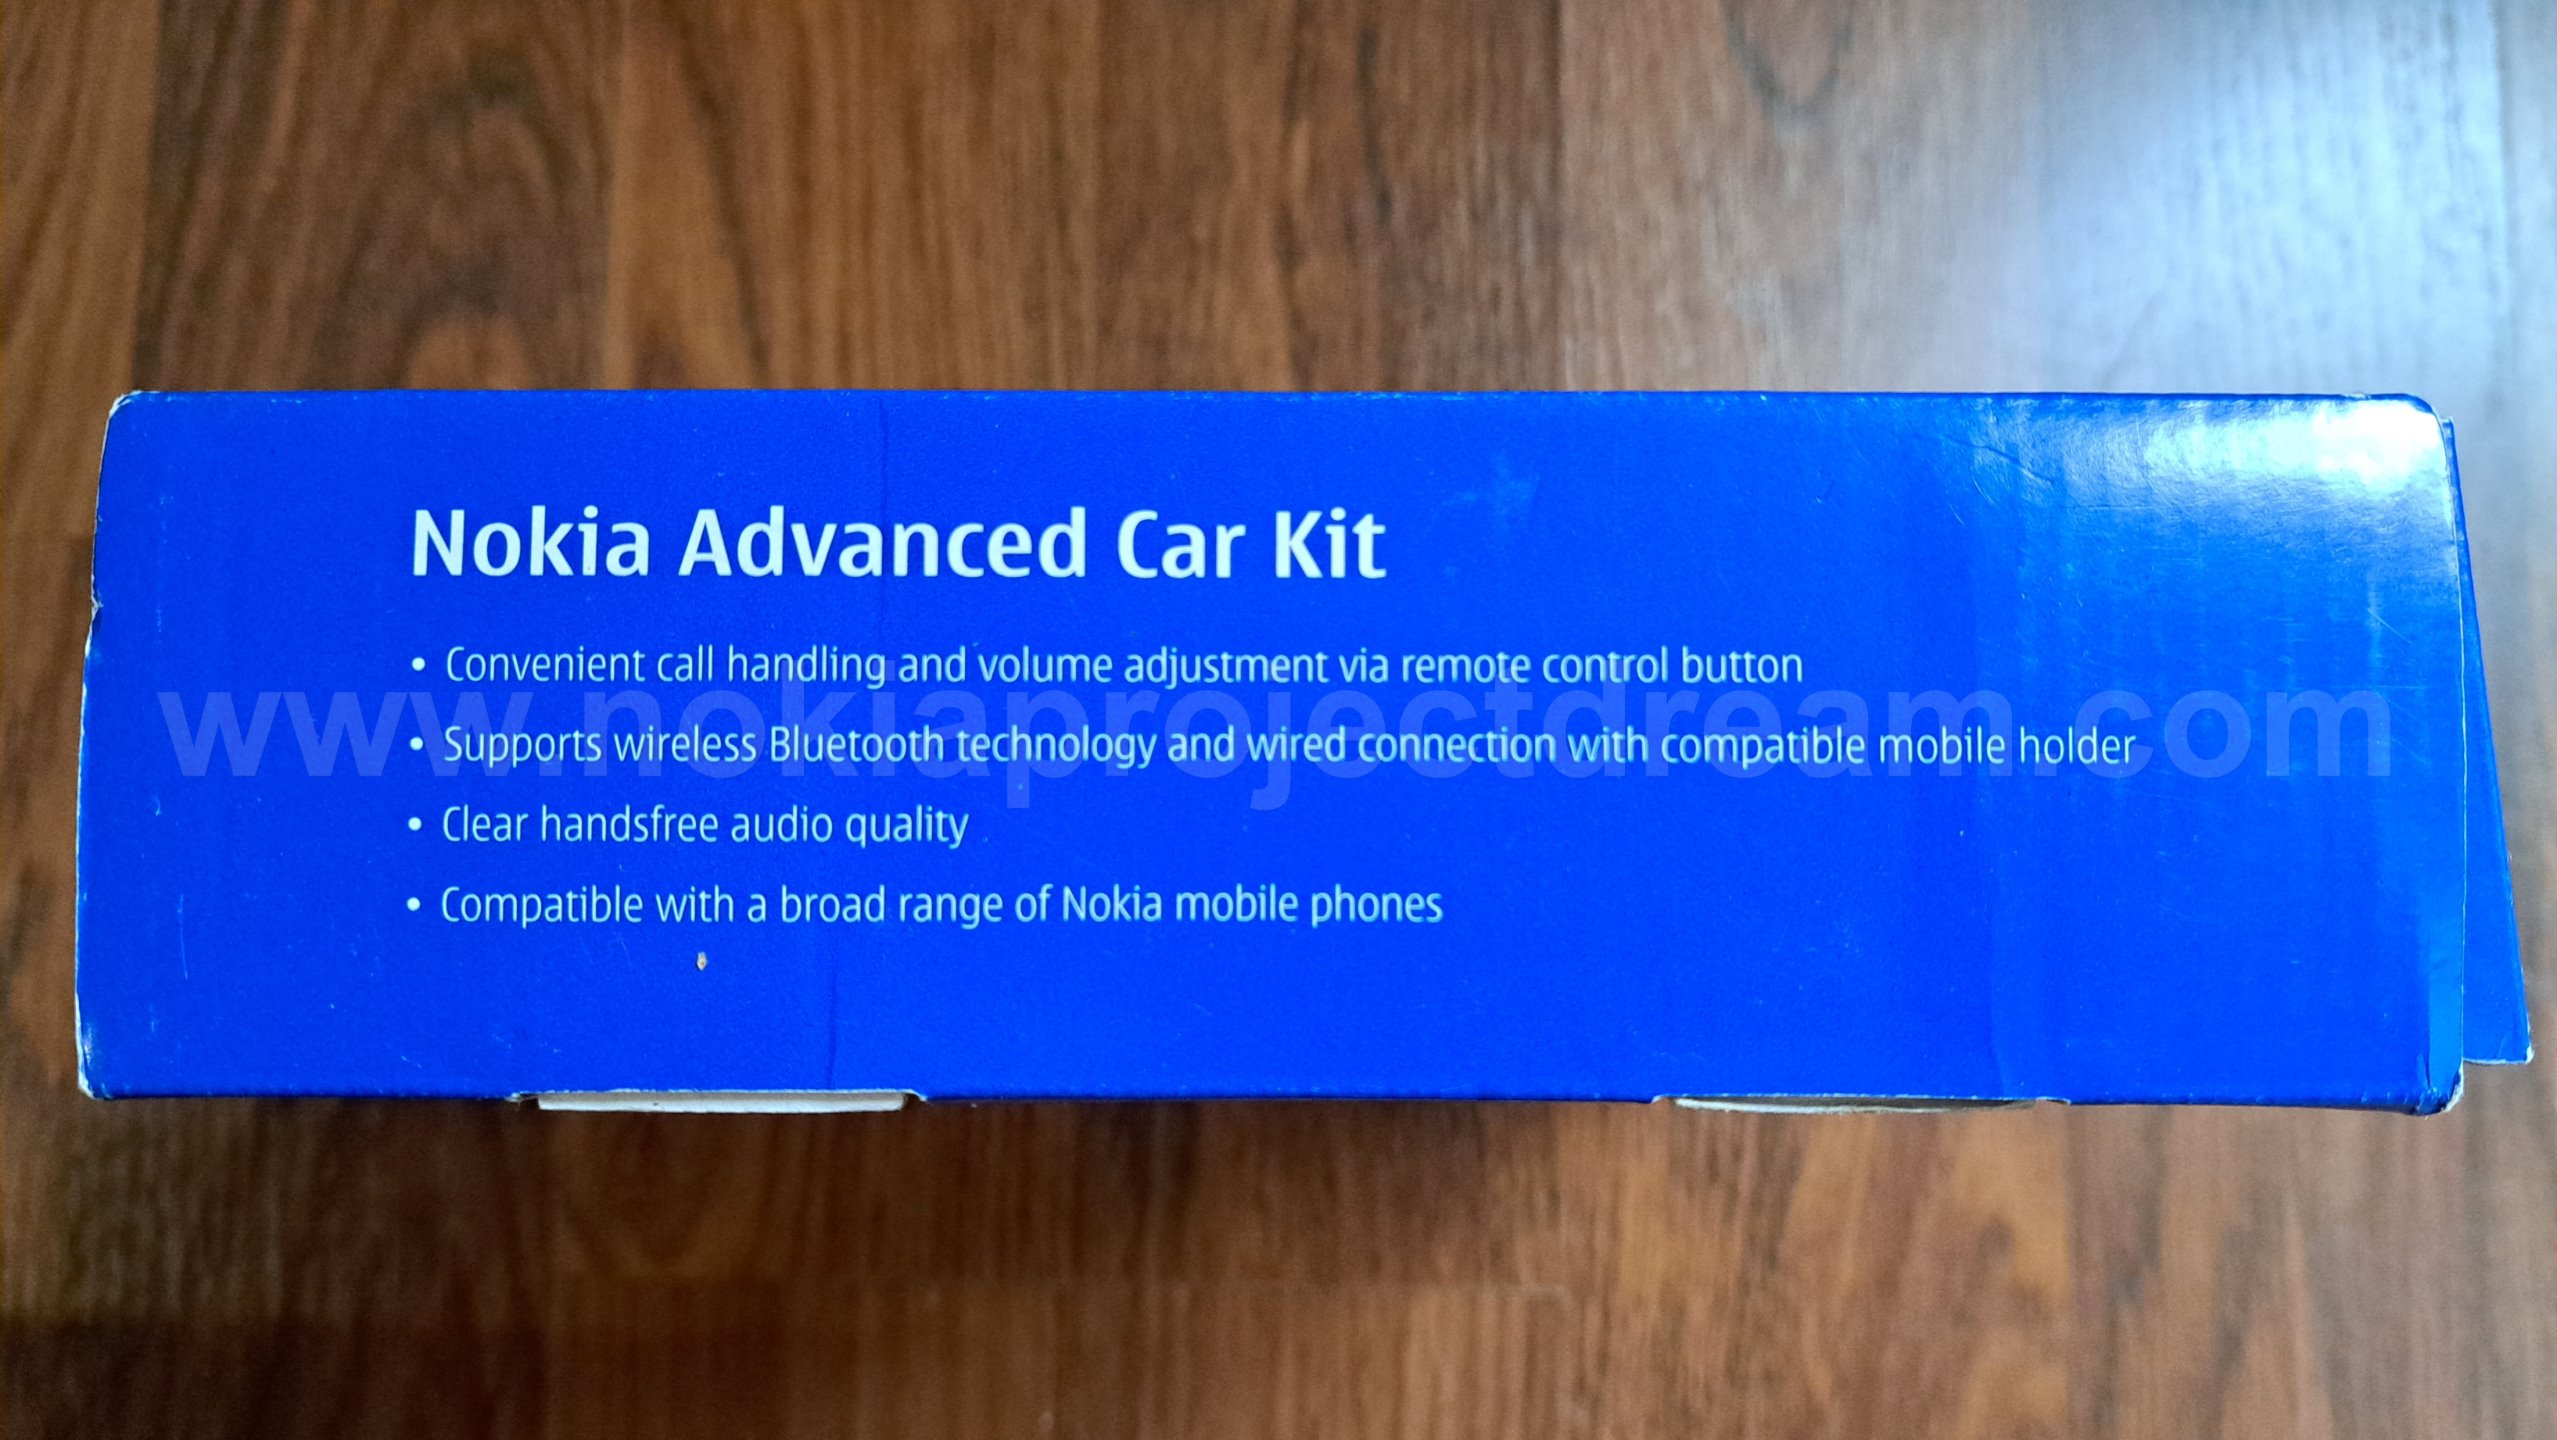 Nokia Advanced Car Kit
• Convenient call handling and volume adjustment via remote control button
• Supports wireless Bluetooth technology and wired connection with compatible mobile holder
• Clear handsfree audio quality
• Compatible with a broad range of Nokia mobile phones
www.nokiaprojectdream.com